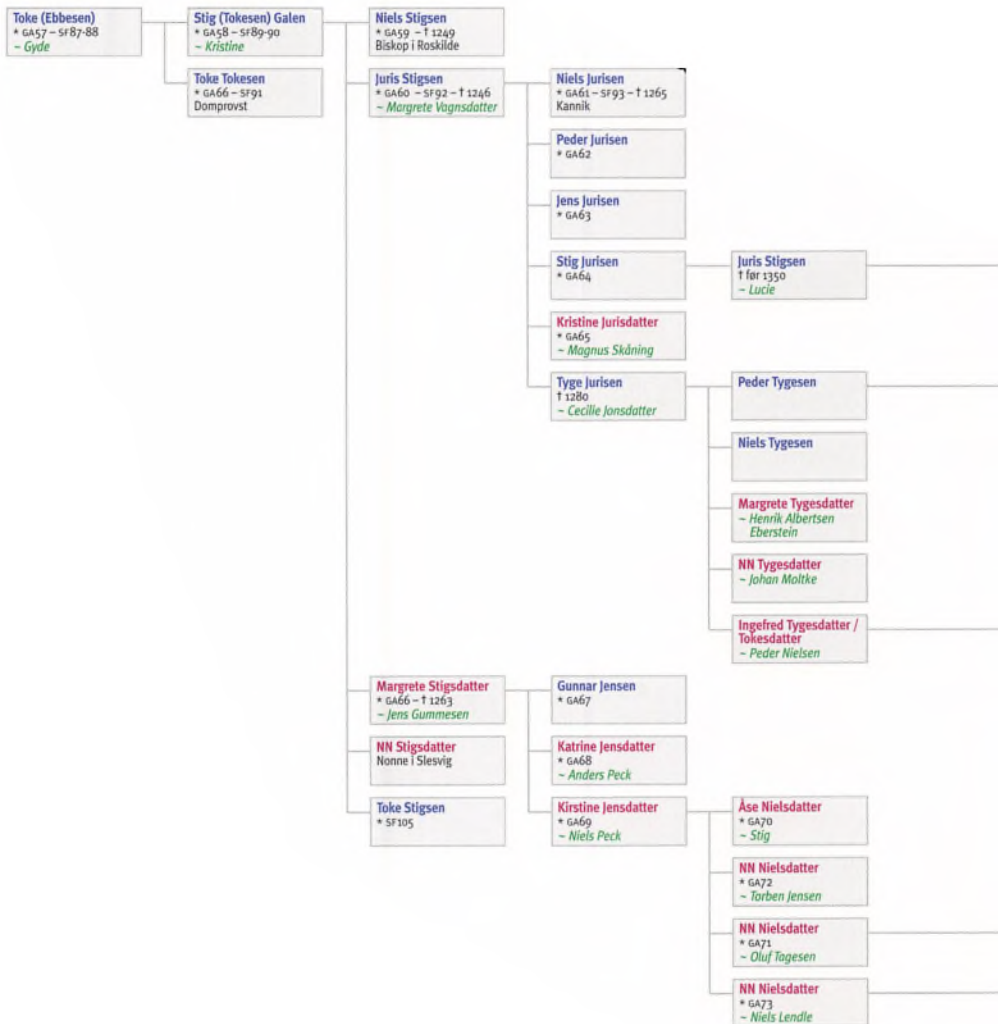 Toke (Ebbesen)
* GA57 – SF87-88
~ Gyde
Stig (Tokesen) Galen
* GA58 – SF89-90
~ Kristine
Toke Tokesen
* GA66 – SF91
Domprovst
Niels Stigsen
* GA59 – † 1249
Biskop i Roskilde
Juris Stigsen
* GA60 – SF92 – † 1246
~ Margrete Vagnsdatter
Niels Jurisen
* GA61 – SF93 – † 1265
Kannik
Peder Jurisen
* GA62
Jens Jurisen
* GA63
Stig Jurisen
* GA64
Juris Stigsen
† før 1350
~ Lucie
Kristine Jurisdatter
* GA65
~ Magnus Skåning
Tyge Jurisen
† 1280
~ Cecilie Jonsdatter
Peder Tygesen
Niels Tygesen
Margrete Tygesdatter
~ Henrik Albertsen
Eberstein
NN Tygesdatter
~ Johan Moltke
Ingefred Tygesdatter /
Tokesdatter
~ Peder Nielsen
Margrete Stigsdatter
* GA66 – † 1263
~ Jens Gummesen
NN Stigsdatter
Nonne i Slesvig
Toke Stigsen
* SF105
Gunnar Jensen
* GA67
Katrine Jensdatter
* GA68
~ Anders Peck
Kirstine Jensdatter
* GA69
~ Niels Peck
Åse Nielsdatter
* GA70
~ Stig
NN Nielsdatter
* GA72
~ Torben Jensen
NN Nielsdatter
* GA71
~ Oluf Tagesen
NN Nielsdatter
* GA73
~ Niels Lendle